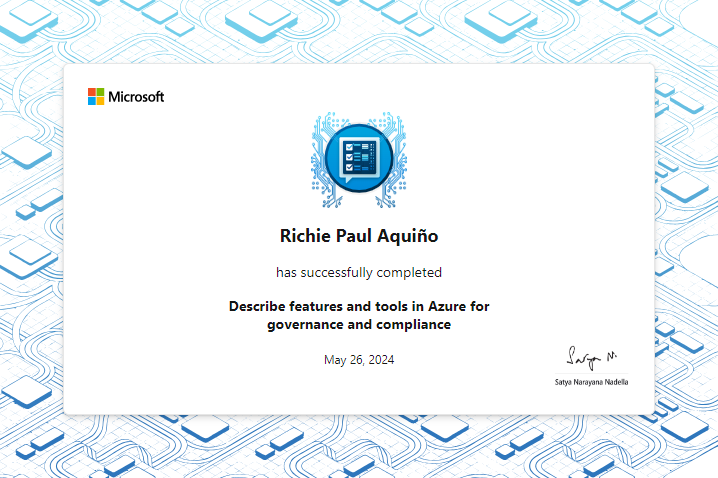 Microsoft
Richie Paul Aquiño
has successfully completed
Describe features and tools in Azure for
governance and compliance
May 26, 2024
Satya N.
Satya Narayana Nadella